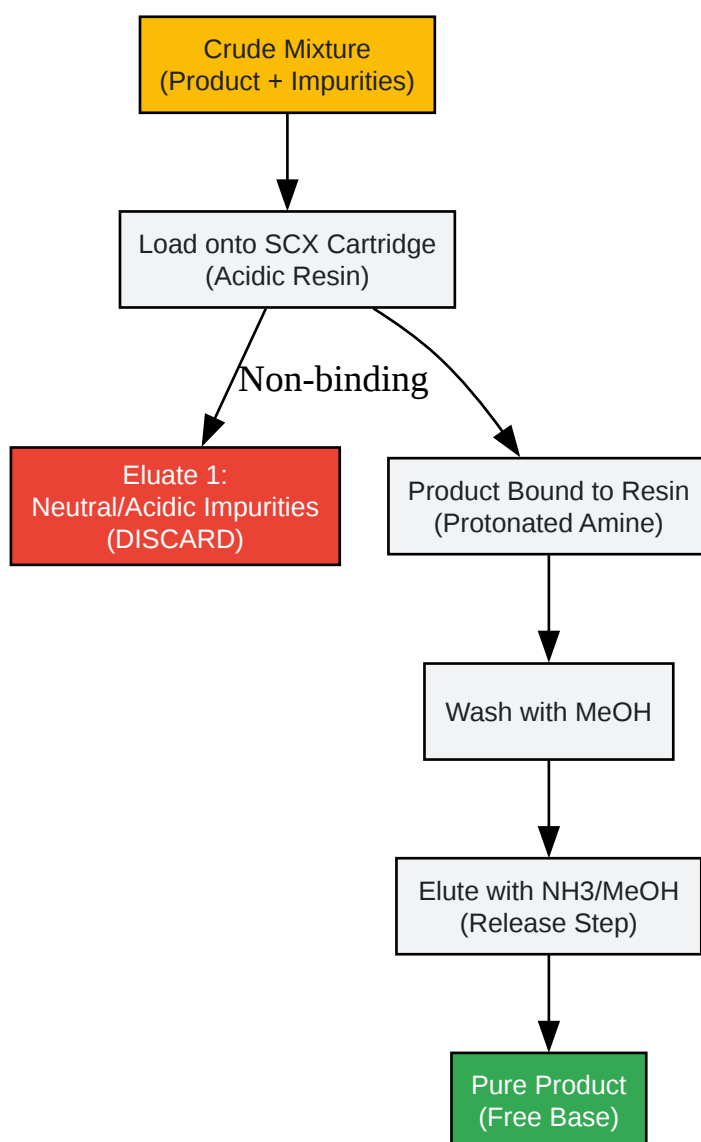 Crude Mixture
(Product + Impurities)
Load onto SCX Cartridge
(Acidic Resin)
Non-binding
Eluate 1:
Neutral/Acidic Impurities
(DISCARD)
Product Bound to Resin
(Protonated Amine)
Wash with MeOH
Elute with NH3/MeOH
(Release Step)
Pure Product
(Free Base)